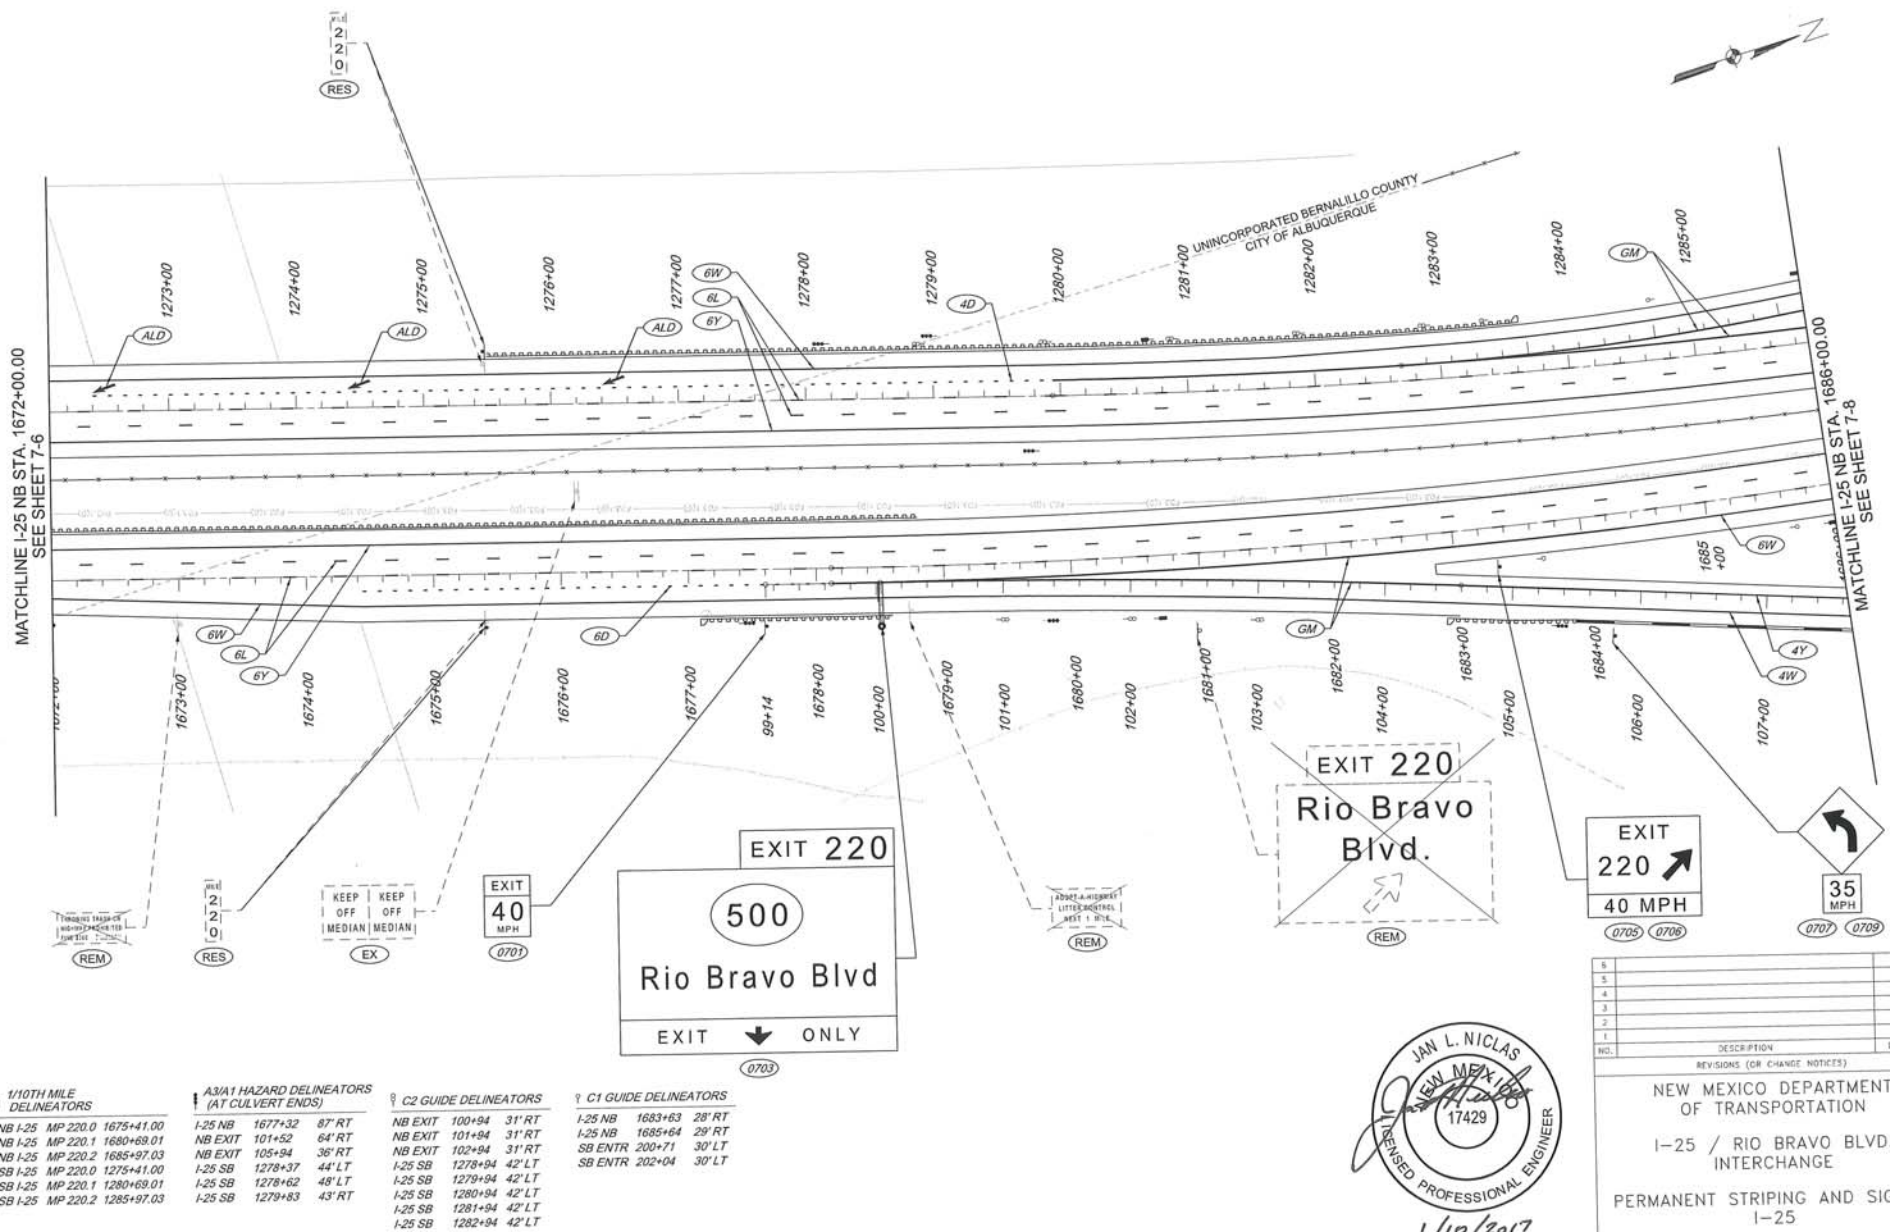 MILE
2
2
0
RES
N
UNINCORPORATED BERNALILLO COUNTY
CITY OF ALBUQUERQUE
MATCHLINE I-25 NB STA. 1672+00.00
SEE SHEET 7-6
1273+00
1274+00
1275+00
1276+00
1277+00
1278+00
1279+00
1280+00
1281+00
1282+00
1283+00
1284+00
1285+00
ALD
ALD
ALD
6W
6L
6Y
4D
GM
MATCHLINE I-25 NB STA. 1686+00.00
SEE SHEET 7-8
6W
6L
6Y
6D
GM
6W
4Y
4W
1685
+00
1673+00
1674+00
1675+00
1676+00
1677+00
99+14
1678+00
100+00
1679+00
101+00
1680+00
102+00
1681+00
103+00
1682+00
104+00
1683+00
105+00
1684+00
106+00
107+00
REM
MILE
2
2
0
RES
KEEP OFF MEDIAN
KEEP OFF MEDIAN
EX
EXIT
40
MPH
0701
EXIT 220
500
Rio Bravo Blvd
EXIT ONLY
0703
ADOPT-A-HIGHWAY
LITTER CONTROL
NEXT 1 MILE
REM
EXIT 220
Rio Bravo
Blvd.
REM
EXIT
220
40 MPH
0705 0706
35
MPH
0707 0709
1/10TH MILE
DELINEATORS
NB I-25 MP 220.0 1675+41.00
NB I-25 MP 220.1 1680+69.01
NB I-25 MP 220.2 1685+97.03
SB I-25 MP 220.0 1275+41.00
SB I-25 MP 220.1 1280+69.01
SB I-25 MP 220.2 1285+97.03
A3/A1 HAZARD DELINEATORS
(AT CULVERT ENDS)
I-25 NB 1677+32 87' RT
NB EXIT 101+52 64' RT
NB EXIT 105+94 36' RT
I-25 SB 1278+37 44' LT
I-25 SB 1278+62 48' LT
I-25 SB 1279+83 43' RT
C2 GUIDE DELINEATORS
NB EXIT 100+94 31' RT
NB EXIT 101+94 31' RT
NB EXIT 102+94 31' RT
I-25 SB 1278+94 42' LT
I-25 SB 1279+94 42' LT
I-25 SB 1280+94 42' LT
I-25 SB 1281+94 42' LT
I-25 SB 1282+94 42' LT
C1 GUIDE DELINEATORS
I-25 NB 1683+63 28' RT
I-25 NB 1685+64 29' RT
SB ENTR 200+71 30' LT
SB ENTR 202+04 30' LT
JAN L. NICLAS
NEW MEXICO
17429
LICENSED PROFESSIONAL ENGINEER
6
5
4
3
2
1
NO. DESCRIPTION
REVISIONS (OR CHANGE NOTICES)
NEW MEXICO DEPARTMENT
OF TRANSPORTATION
I-25 / RIO BRAVO BLVD
INTERCHANGE
PERMANENT STRIPING AND SIG
I-25